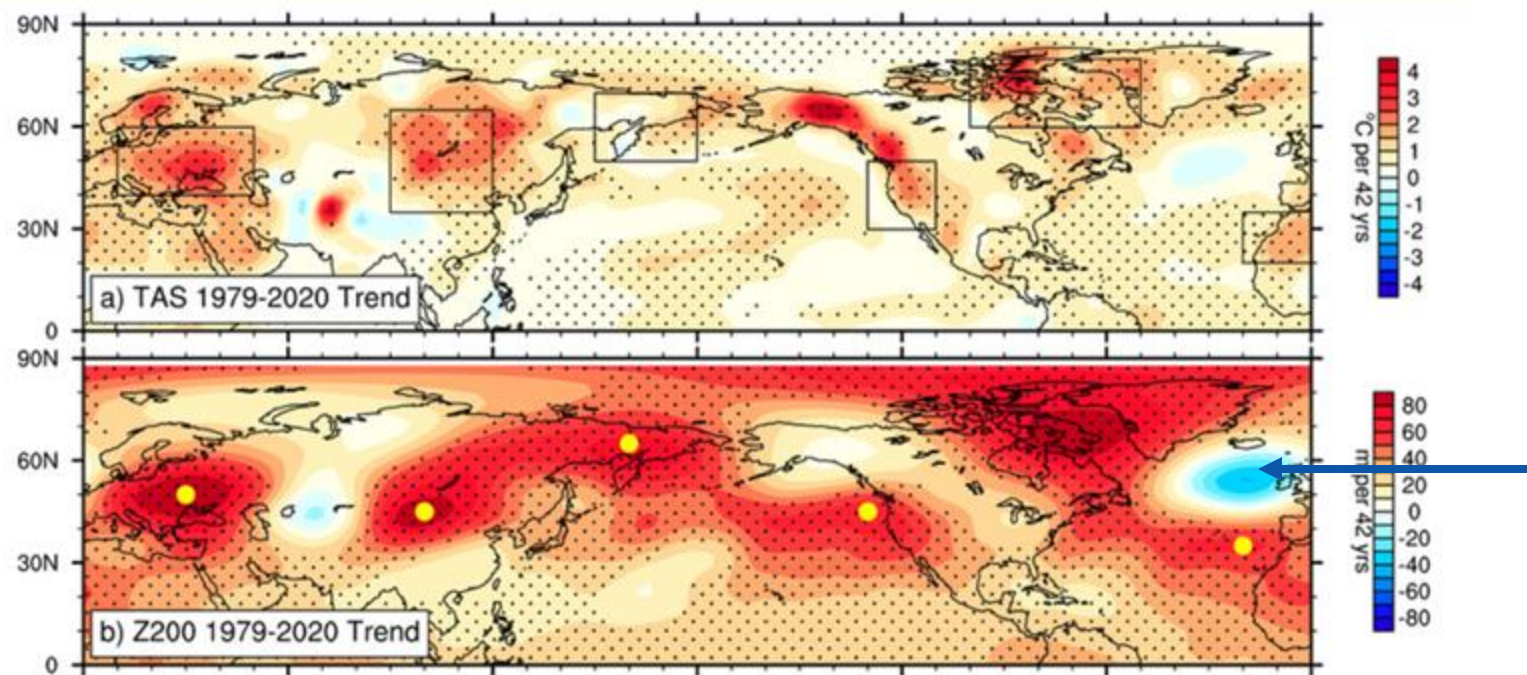 90N
60N
30N
0
a) TAS 1979-2020 Trend
4
3
2
1
0
-1
-2
-3
-4
°C per 42 yrs
90N
60N
30N
0
b) Z200 1979-2020 Trend
80
60
40
20
0
-20
-40
-60
-80
m per 42 yrs